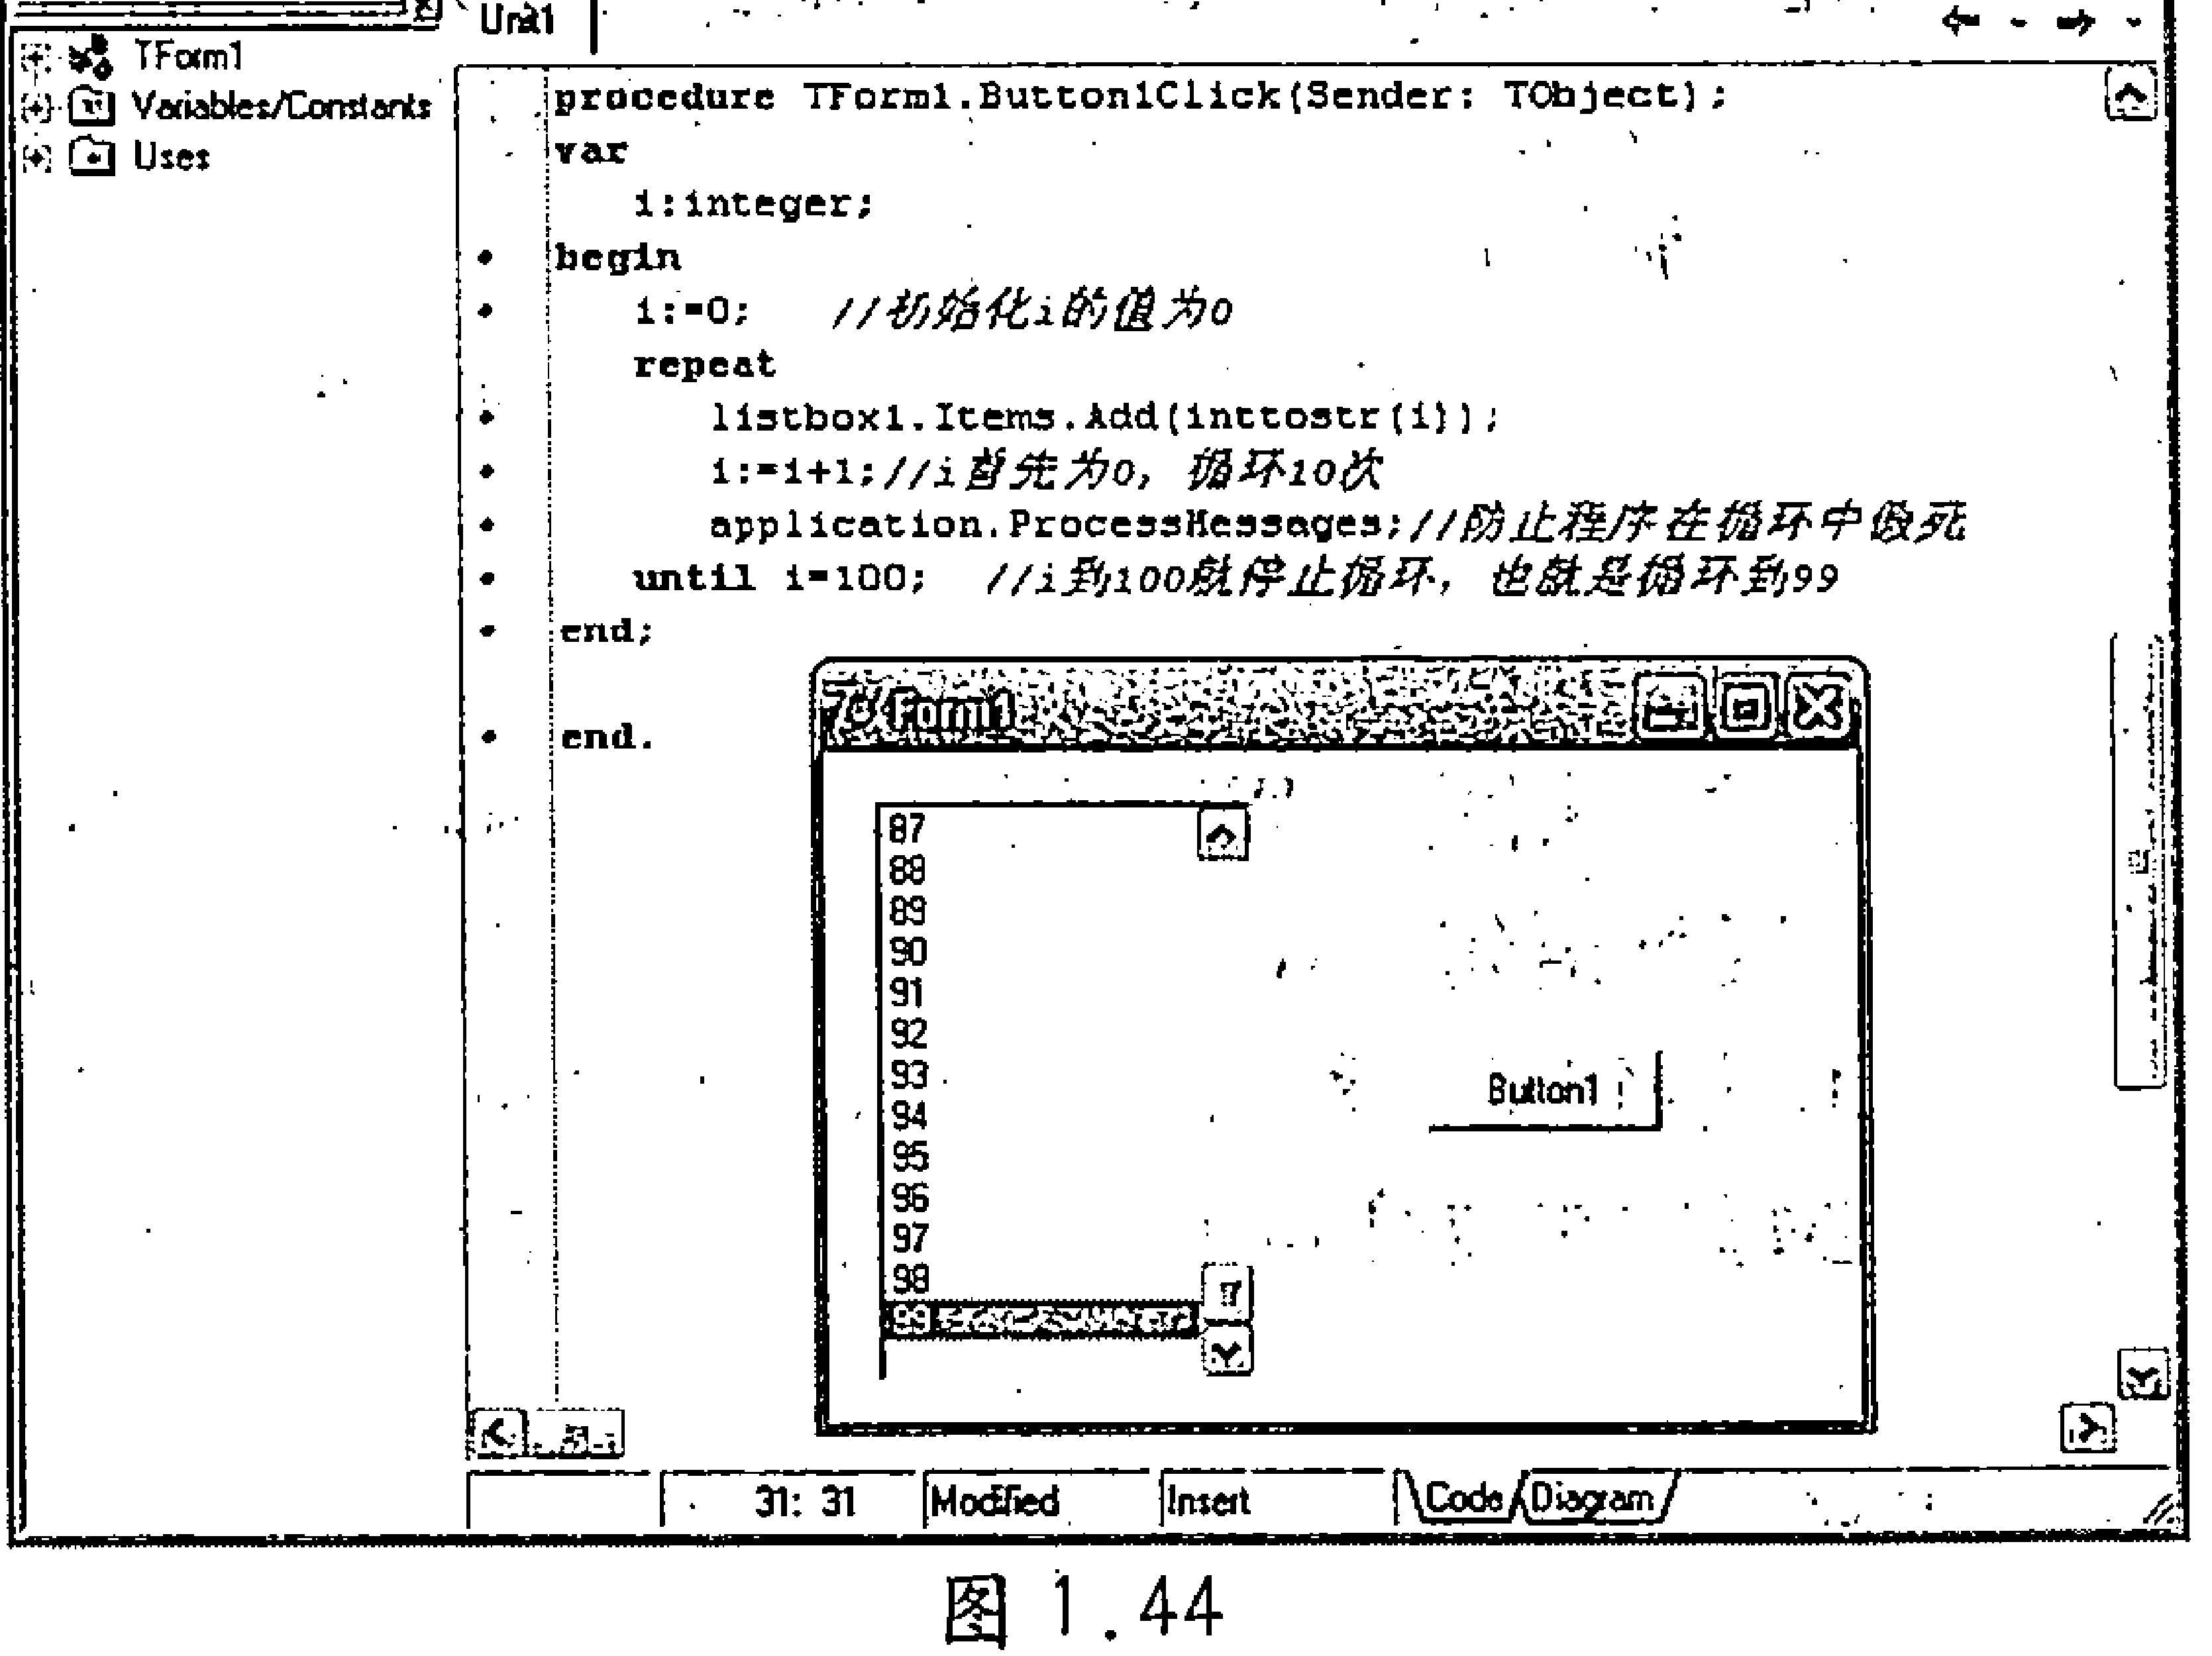 Unit1
TForm1
Variables/Constants
Uses
procedure TForm1.Button1Click(Sender: TObject);
var
i:integer;
begin
i:=0; //初始化i的值为0
repeat
listbox1.Items.Add(inttostr(i));
i:=i+1;//i首先为0, 循环10次
application.ProcessMessages;//防止程序在循环中假死
until i=100; //i到100就停止循环, 也就是循环到99
end;
end.
Form1
87
88
89
90
91
92
93
94
95
96
97
98
99
Button1
31: 31
Modified
Insert
Code
Diagram
图 1.44